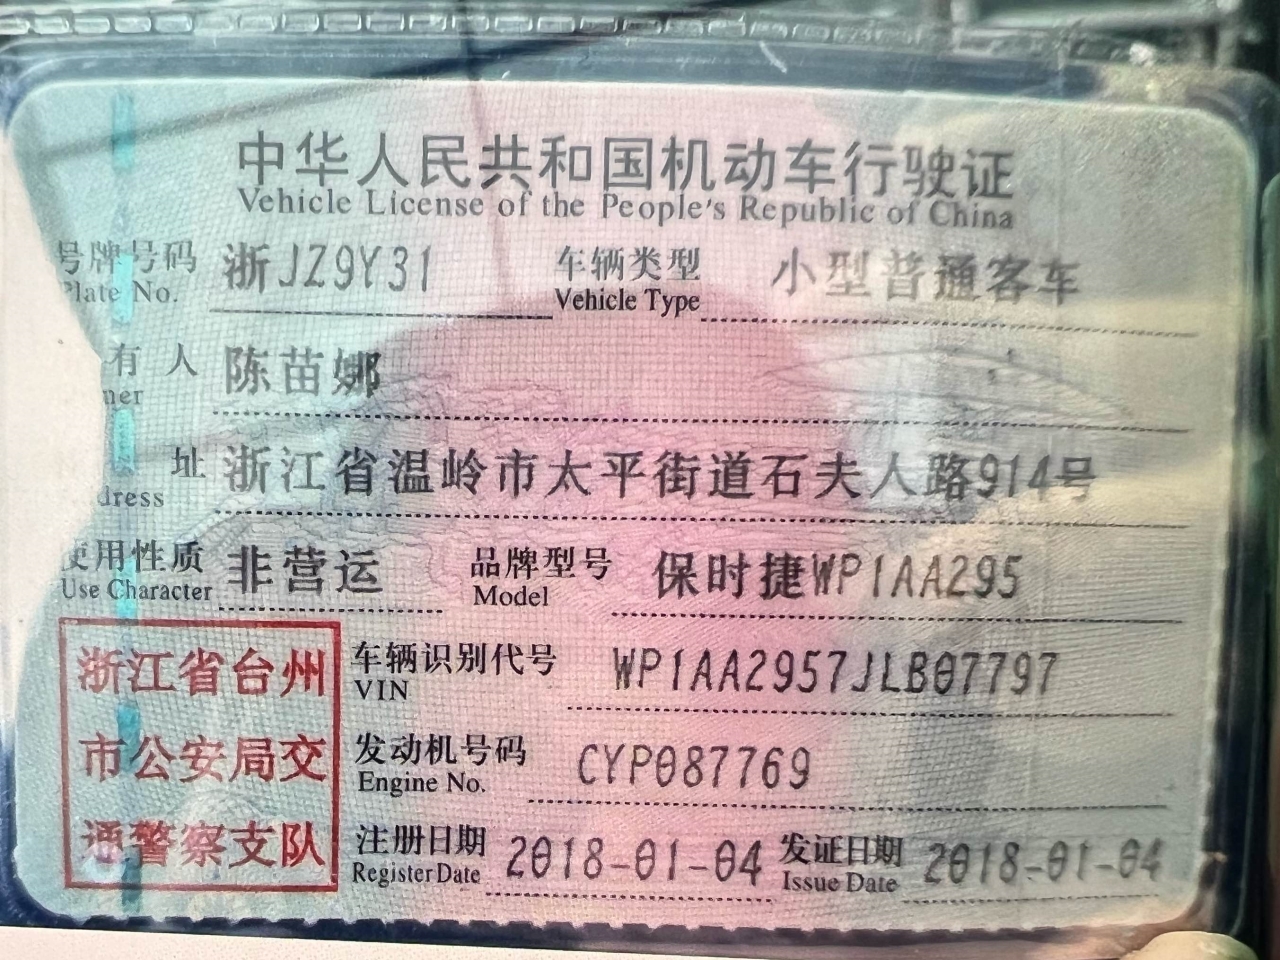 中华人民共和国机动车行驶证
Vehicle License of the People's Republic of China
号牌号码 浙JZ9Y31 车辆类型 小型普通客车
Plate No. Vehicle Type
有 人 陈苗娜
ner
址 浙江省温岭市太平街道石夫人路914号
dress
使用性质 非营运 品牌型号 保时捷WP1AA295
Use Character Model
浙江省台州 车辆识别代号 WP1AA2957JLB07797
VIN
市公安局交 发动机号码 CYP087769
Engine No.
通警察支队 注册日期 2018-01-04 发证日期 2018-01-04
Register Date Issue Date